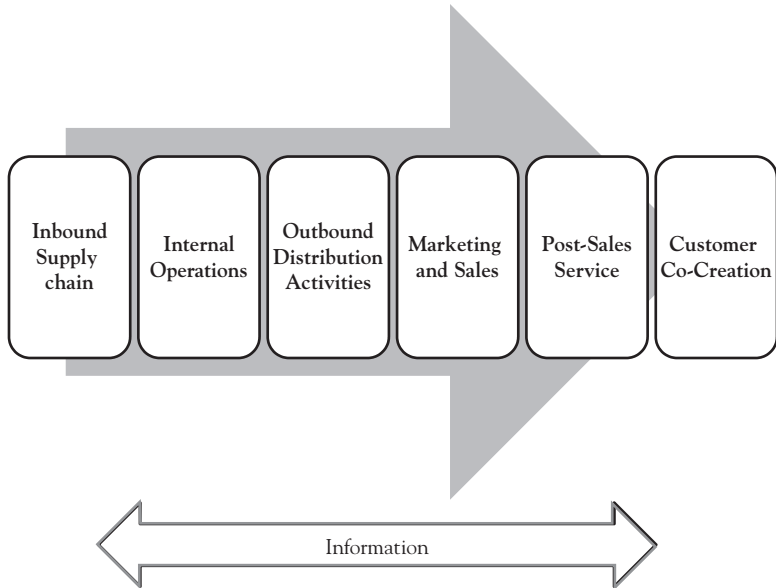 Inbound
Supply
chain
Internal
Operations
Outbound
Distribution
Activities
Marketing
and Sales
Post-Sales
Service
Customer
Co-Creation
Information